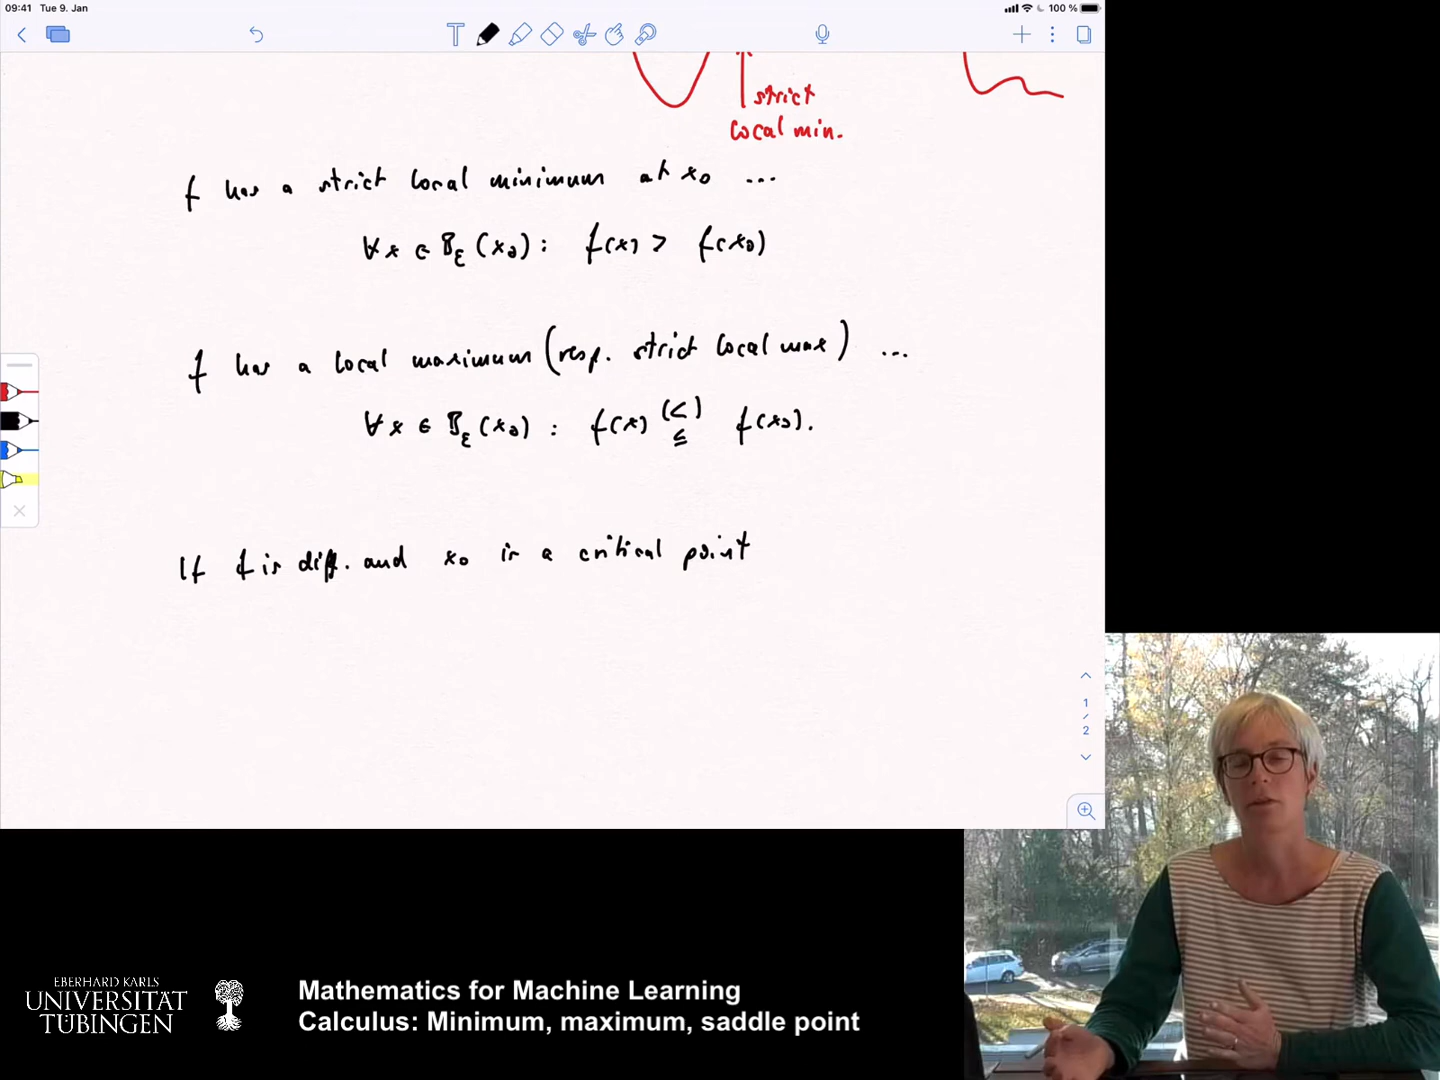 09:41 Tue 9. Jan
100 %
T
strict
local min.
f has a strict local minimum at x₀ ...
∀x ∈ B_ε (x₀) : f(x) > f(x₀)
f has a local maximum (resp. strict local max) ...
∀x ∈ B_ε (x₀) : f(x) (<) ≤ f(x₀).
If f is diff. and x₀ is a critical point
1
/
2
EBERHARD KARLS
UNIVERSITÄT
TÜBINGEN
Mathematics for Machine Learning
Calculus: Minimum, maximum, saddle point